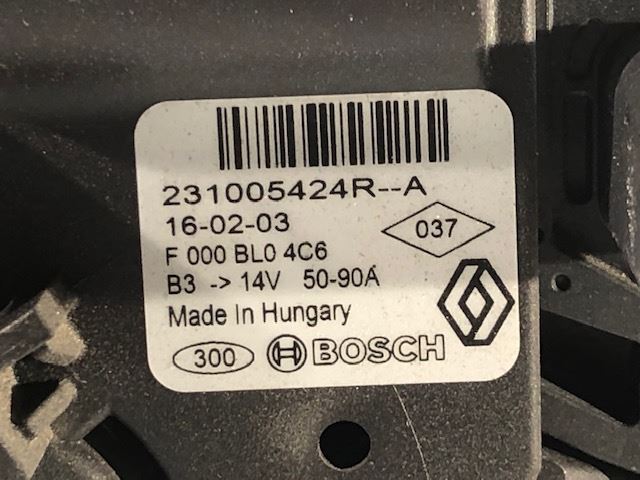 231005424R--A
16-02-03
037
F 000 BL0 4C6
B3 -> 14V 50-90A
Made In Hungary
300 BOSCH